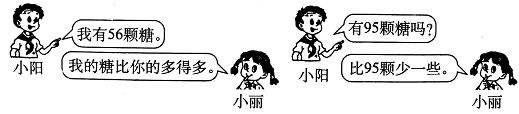 我有56颗糖。
小阳
我的糖比你的多得多。
小丽
有95颗糖吗?
小阳
比95颗少一些。
小丽